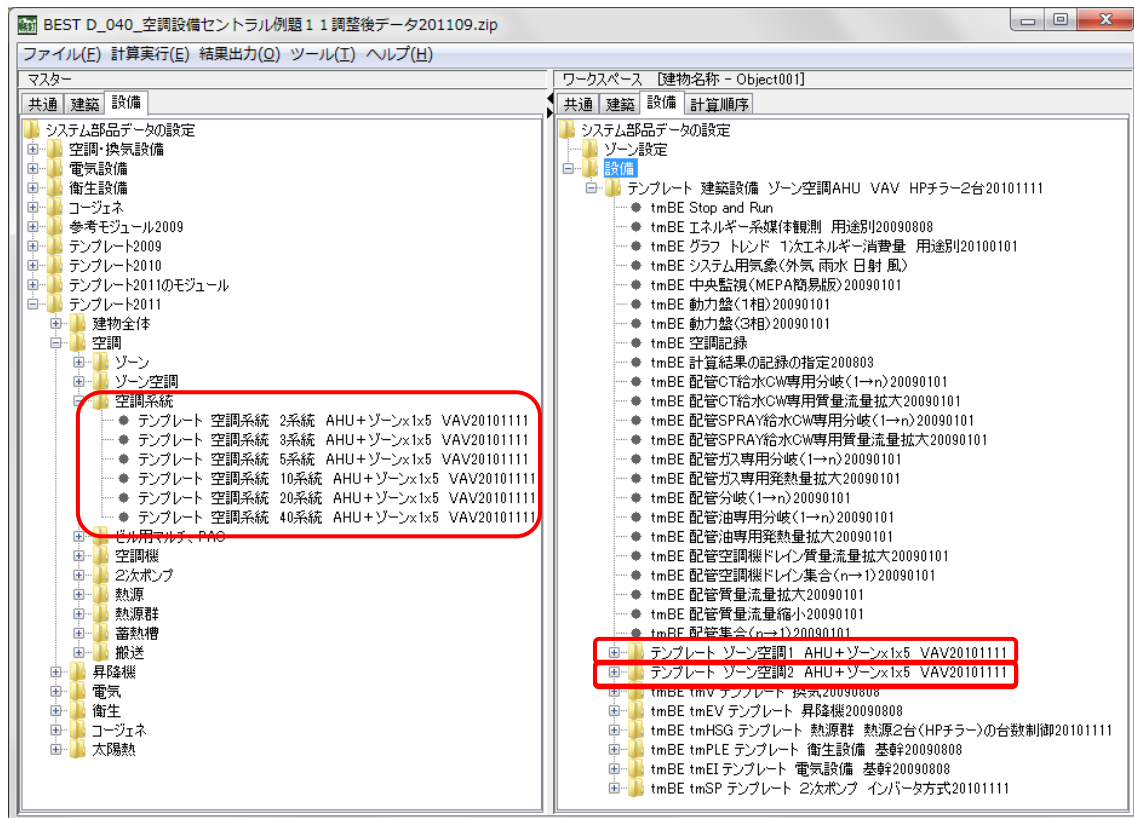 BEST D_040_空調設備セントラル例題１１調整後データ201109.zip
ファイル(F) 計算実行(E) 結果出力(O) ツール(T) ヘルプ(H)
マスター
共通 建築 設備
システム部品データの設定
空調・換気設備
電気設備
衛生設備
コージェネ
参考モジュール2009
テンプレート2009
テンプレート2010
テンプレート2011のモジュール
テンプレート2011
建物全体
空調
ゾーン
ゾーン空調
空調系統
テンプレート 空調系統 2系統 AHU+ゾーンx1x5 VAV20101111
テンプレート 空調系統 3系統 AHU+ゾーンx1x5 VAV20101111
テンプレート 空調系統 5系統 AHU+ゾーンx1x5 VAV20101111
テンプレート 空調系統 10系統 AHU+ゾーンx1x5 VAV20101111
テンプレート 空調系統 20系統 AHU+ゾーンx1x5 VAV20101111
テンプレート 空調系統 40系統 AHU+ゾーンx1x5 VAV20101111
ビル用マルチ、PAC
空調機
2次ポンプ
熱源
熱源群
蓄熱槽
搬送
昇降機
電気
衛生
コージェネ
太陽熱
ワークスペース [建物名称 - Object001]
共通 建築 設備 計算順序
システム部品データの設定
ゾーン設定
設備
テンプレート 建築設備 ゾーン空調AHU VAV HPチラー2台20101111
tmBE Stop and Run
tmBE エネルギー系媒体観測 用途別20090808
tmBE グラフ トレンド 1次エネルギー消費量 用途別20100101
tmBE システム用気象(外気 雨水 日射 風)
tmBE 中央監視(MEPA簡易版)20090101
tmBE 動力盤(1相)20090101
tmBE 動力盤(3相)20090101
tmBE 空調記録
tmBE 計算結果の記録の指定200803
tmBE 配管CT給水CW専用分岐(1→n)20090101
tmBE 配管CT給水CW専用質量流量拡大20090101
tmBE 配管SPRAY給水CW専用分岐(1→n)20090101
tmBE 配管SPRAY給水CW専用質量流量拡大20090101
tmBE 配管ガス専用分岐(1→n)20090101
tmBE 配管ガス専用発熱量拡大20090101
tmBE 配管分岐(1→n)20090101
tmBE 配管油専用分岐(1→n)20090101
tmBE 配管油専用発熱量拡大20090101
tmBE 配管空調機ドレイン質量流量拡大20090101
tmBE 配管空調機ドレイン集合(n→1)20090101
tmBE 配管質量流量拡大20090101
tmBE 配管質量流量縮小20090101
tmBE 配管集合(n→1)20090101
テンプレート ゾーン空調1 AHU+ゾーンx1x5 VAV20101111
テンプレート ゾーン空調2 AHU+ゾーンx1x5 VAV20101111
tmBE tmV テンプレート 換気20090808
tmBE tmEV テンプレート 昇降機20090808
tmBE tmHSG テンプレート 熱源群 熱源2台(HPチラー)の台数制御20101111
tmBE tmPLE テンプレート 衛生設備 基幹20090808
tmBE tmEI テンプレート 電気設備 基幹20090808
tmBE tmSP テンプレート 2次ポンプ インバータ方式20101111